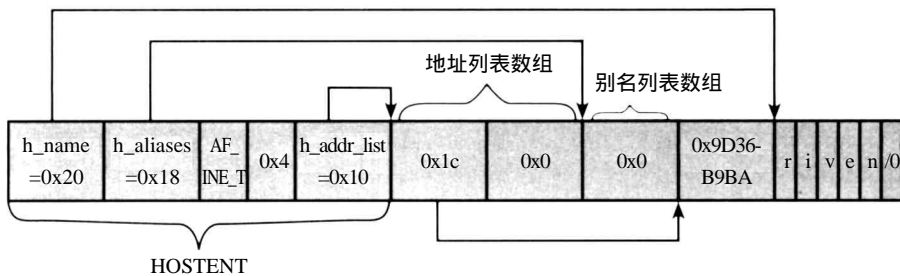 地址列表数组
别名列表数组
h_name
=0x20
h_aliases
=0x18
AF_
INE_T
0x4
h_addr_list
=0x10
0x1c
0x0
0x0
0x9D36-
B9BA
r i v e n /0
HOSTENT